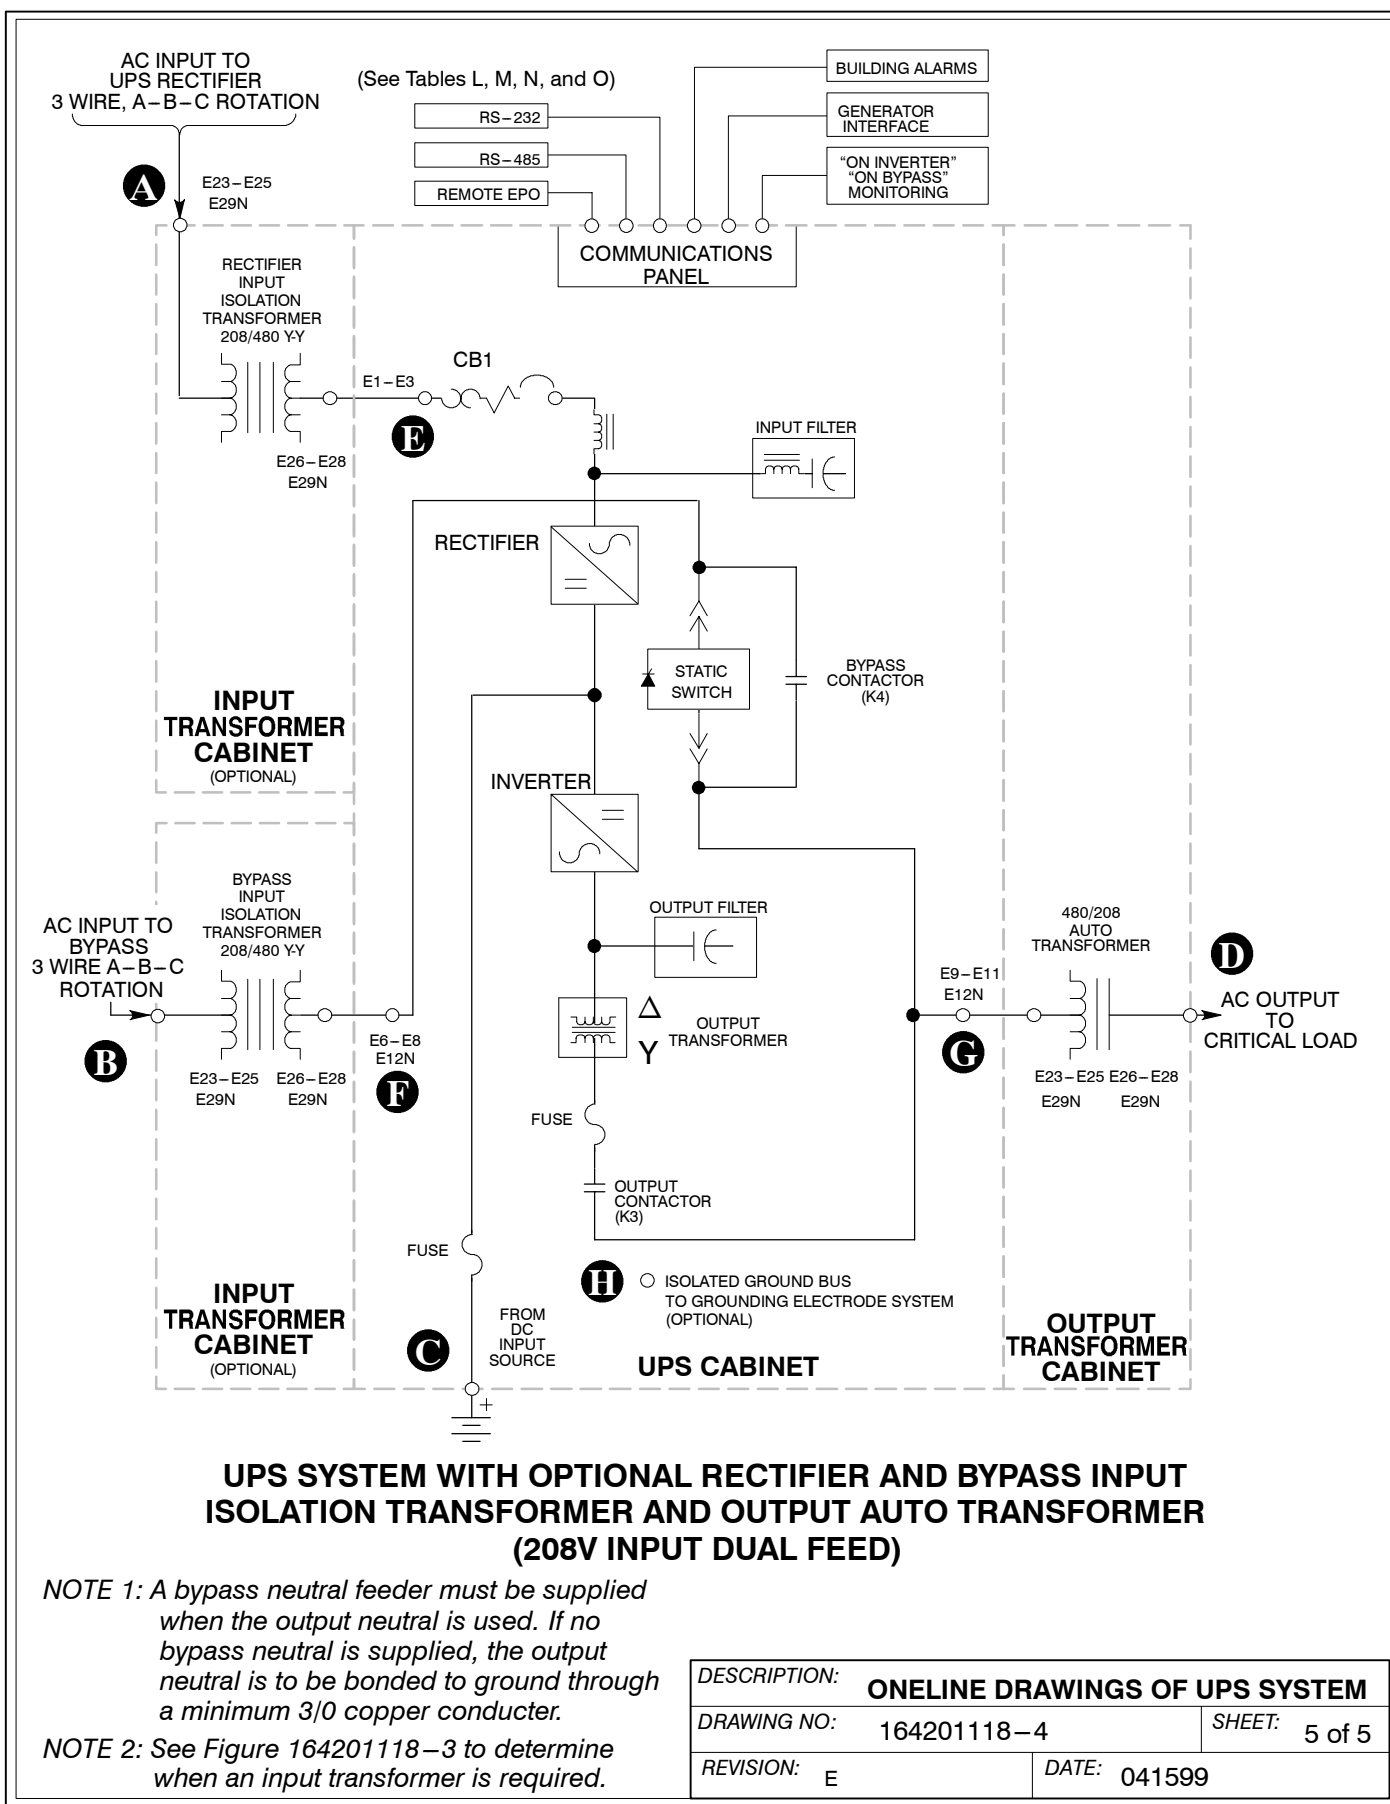 AC INPUT TO
UPS RECTIFIER
3 WIRE, A–B–C ROTATION
(See Tables L, M, N, and O)
RS–232
RS–485
REMOTE EPO
BUILDING ALARMS
GENERATOR
INTERFACE
“ON INVERTER”
“ON BYPASS”
MONITORING
A
E23–E25
E29N
COMMUNICATIONS
PANEL
RECTIFIER
INPUT
ISOLATION
TRANSFORMER
208/480 Y-Y
E1–E3
CB1
E
E26–E28
E29N
INPUT FILTER
RECTIFIER
STATIC
SWITCH
BYPASS
CONTACTOR
(K4)
INPUT
TRANSFORMER
CABINET
(OPTIONAL)
INVERTER
BYPASS
INPUT
ISOLATION
TRANSFORMER
208/480 Y-Y
AC INPUT TO
BYPASS
3 WIRE A–B–C
ROTATION
B
E23–E25
E29N
E26–E28
E29N
E6–E8
E12N
F
OUTPUT FILTER
Δ
Y
OUTPUT
TRANSFORMER
FUSE
OUTPUT
CONTACTOR
(K3)
E9–E11
E12N
G
480/208
AUTO
TRANSFORMER
E23–E25
E29N
E26–E28
E29N
D
AC OUTPUT
TO
CRITICAL LOAD
FUSE
H
ISOLATED GROUND BUS
TO GROUNDING ELECTRODE SYSTEM
(OPTIONAL)
INPUT
TRANSFORMER
CABINET
(OPTIONAL)
C
FROM
DC
INPUT
SOURCE
+
UPS CABINET
OUTPUT
TRANSFORMER
CABINET
UPS SYSTEM WITH OPTIONAL RECTIFIER AND BYPASS INPUT
ISOLATION TRANSFORMER AND OUTPUT AUTO TRANSFORMER
(208V INPUT DUAL FEED)
NOTE 1: A bypass neutral feeder must be supplied
when the output neutral is used. If no
bypass neutral is supplied, the output
neutral is to be bonded to ground through
a minimum 3/0 copper conducter.
NOTE 2: See Figure 164201118–3 to determine
when an input transformer is required.
DESCRIPTION: ONELINE DRAWINGS OF UPS SYSTEM
DRAWING NO: 164201118–4 SHEET: 5 of 5
REVISION: E DATE: 041599